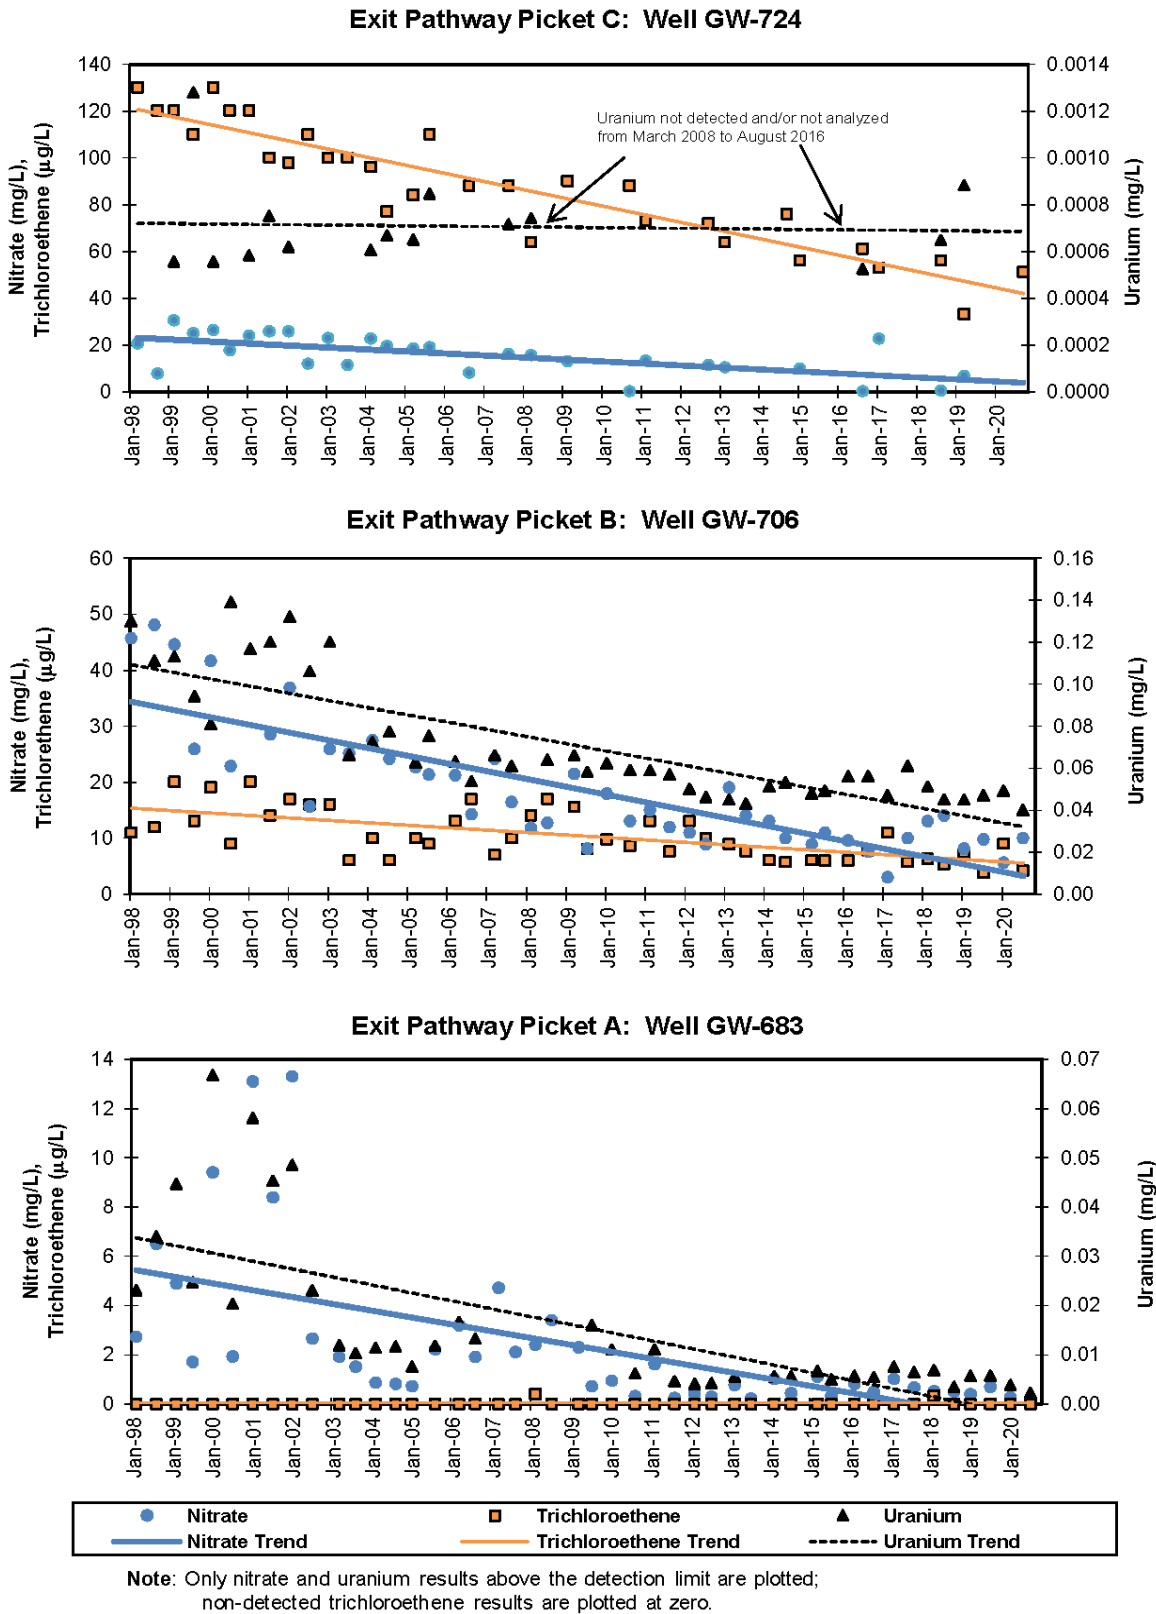 Exit Pathway Picket C: Well GW-724
Nitrate (mg/L),
Trichloroethene (µg/L)
140
120
100
80
60
40
20
0
Uranium not detected and/or not analyzed
from March 2008 to August 2016
0.0014
0.0012
0.0010
0.0008
0.0006
0.0004
0.0002
0.0000
Uranium (mg/L)
Jan-98
Jan-99
Jan-00
Jan-01
Jan-02
Jan-03
Jan-04
Jan-05
Jan-06
Jan-07
Jan-08
Jan-09
Jan-10
Jan-11
Jan-12
Jan-13
Jan-14
Jan-15
Jan-16
Jan-17
Jan-18
Jan-19
Jan-20
Exit Pathway Picket B: Well GW-706
Nitrate (mg/L),
Trichlorethene (µg/L)
60
50
40
30
20
10
0
0.16
0.14
0.12
0.10
0.08
0.06
0.04
0.02
0.00
Uranium (mg/L)
Jan-98
Jan-99
Jan-00
Jan-01
Jan-02
Jan-03
Jan-04
Jan-05
Jan-06
Jan-07
Jan-08
Jan-09
Jan-10
Jan-11
Jan-12
Jan-13
Jan-14
Jan-15
Jan-16
Jan-17
Jan-18
Jan-19
Jan-20
Exit Pathway Picket A: Well GW-683
Nitrate (mg/L),
Trichloroethene (µg/L)
14
12
10
8
6
4
2
0
0.07
0.06
0.05
0.04
0.03
0.02
0.01
0.00
Uranium (mg/L)
Jan-98
Jan-99
Jan-00
Jan-01
Jan-02
Jan-03
Jan-04
Jan-05
Jan-06
Jan-07
Jan-08
Jan-09
Jan-10
Jan-11
Jan-12
Jan-13
Jan-14
Jan-15
Jan-16
Jan-17
Jan-18
Jan-19
Jan-20
Nitrate Trichloroethene Uranium
Nitrate Trend Trichloroethene Trend Uranium Trend
Note: Only nitrate and uranium results above the detection limit are plotted;
non-detected trichloroethene results are plotted at zero.